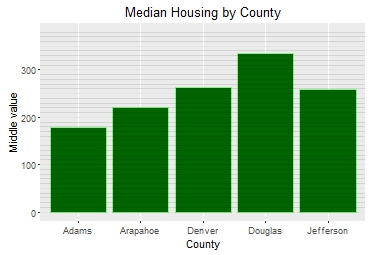 Median Housing by County
Middle value
300
200
100
0
Adams Arapahoe Denver Douglas Jefferson
County